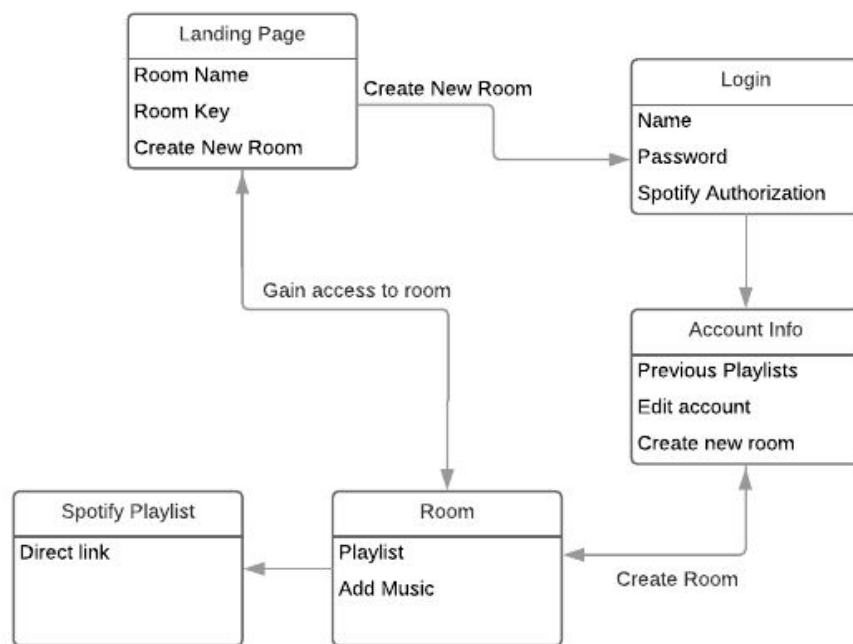 Landing Page
Room Name
Room Key
Create New Room
Create New Room
Login
Name
Password
Spotify Authorization
Gain access to room
Account Info
Previous Playlists
Edit account
Create new room
Spotify Playlist
Direct link
Room
Playlist
Add Music
Create Room